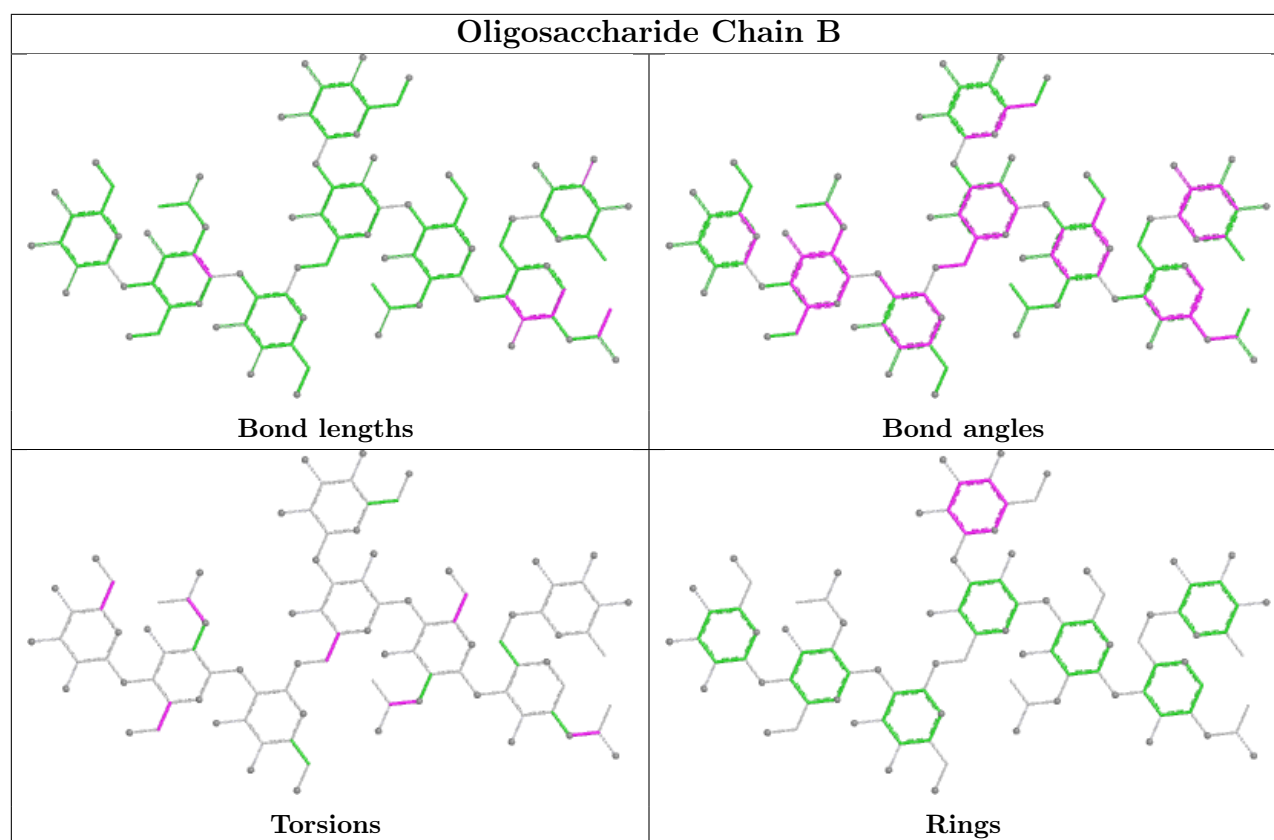 Oligosaccharide Chain B
Bond lengths
Bond angles
Torsions
Rings